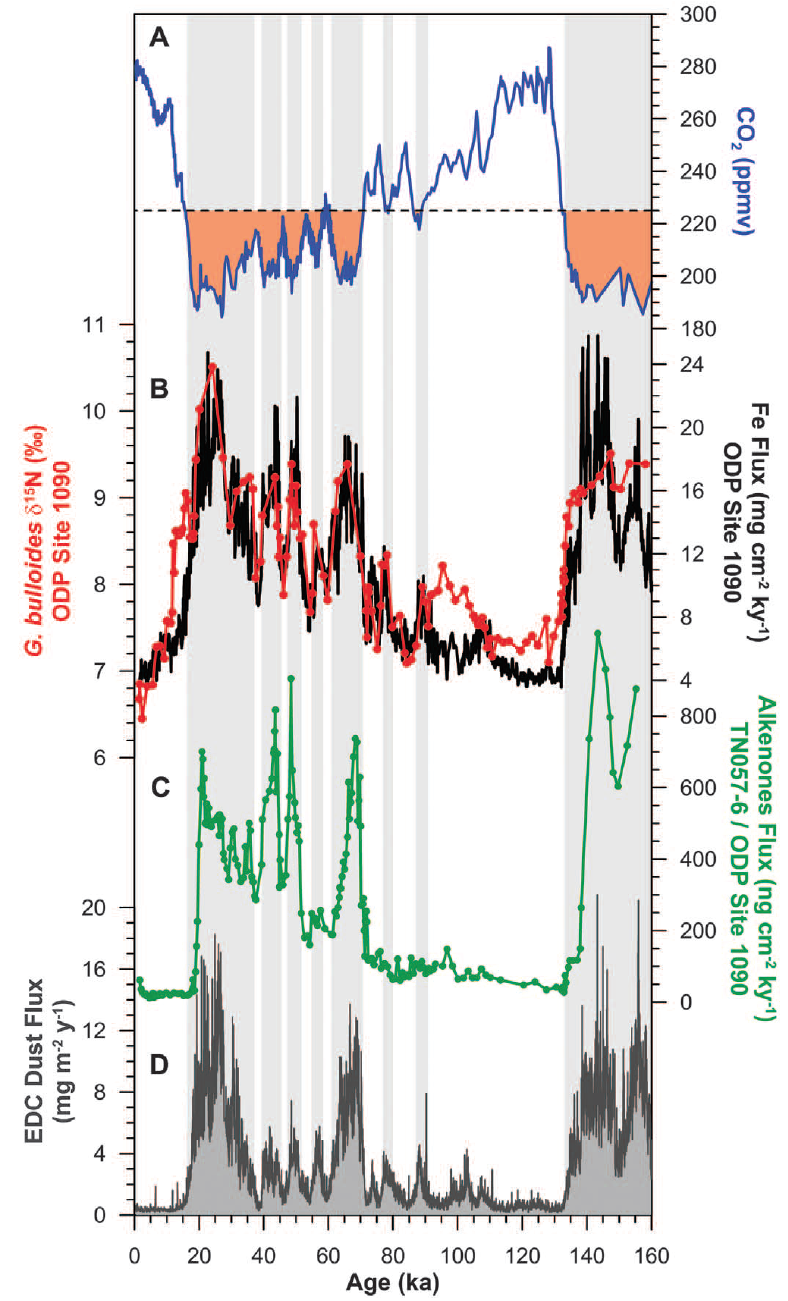 A
300
280
260
240
220
200
180
CO2 (ppmv)
11
10
9
8
7
6
G. bulloides δ15N (‰)
ODP Site 1090
B
24
20
16
12
8
4
Fe Flux (mg cm-2 ky-1)
ODP Site 1090
C
800
600
400
200
0
Alkenones Flux (ng cm-2 ky-1)
TN057-6 / ODP Site 1090
20
16
12
8
4
0
EDC Dust Flux
(mg m-2 y-1)
D
0 20 40 60 80 100 120 140 160
Age (ka)